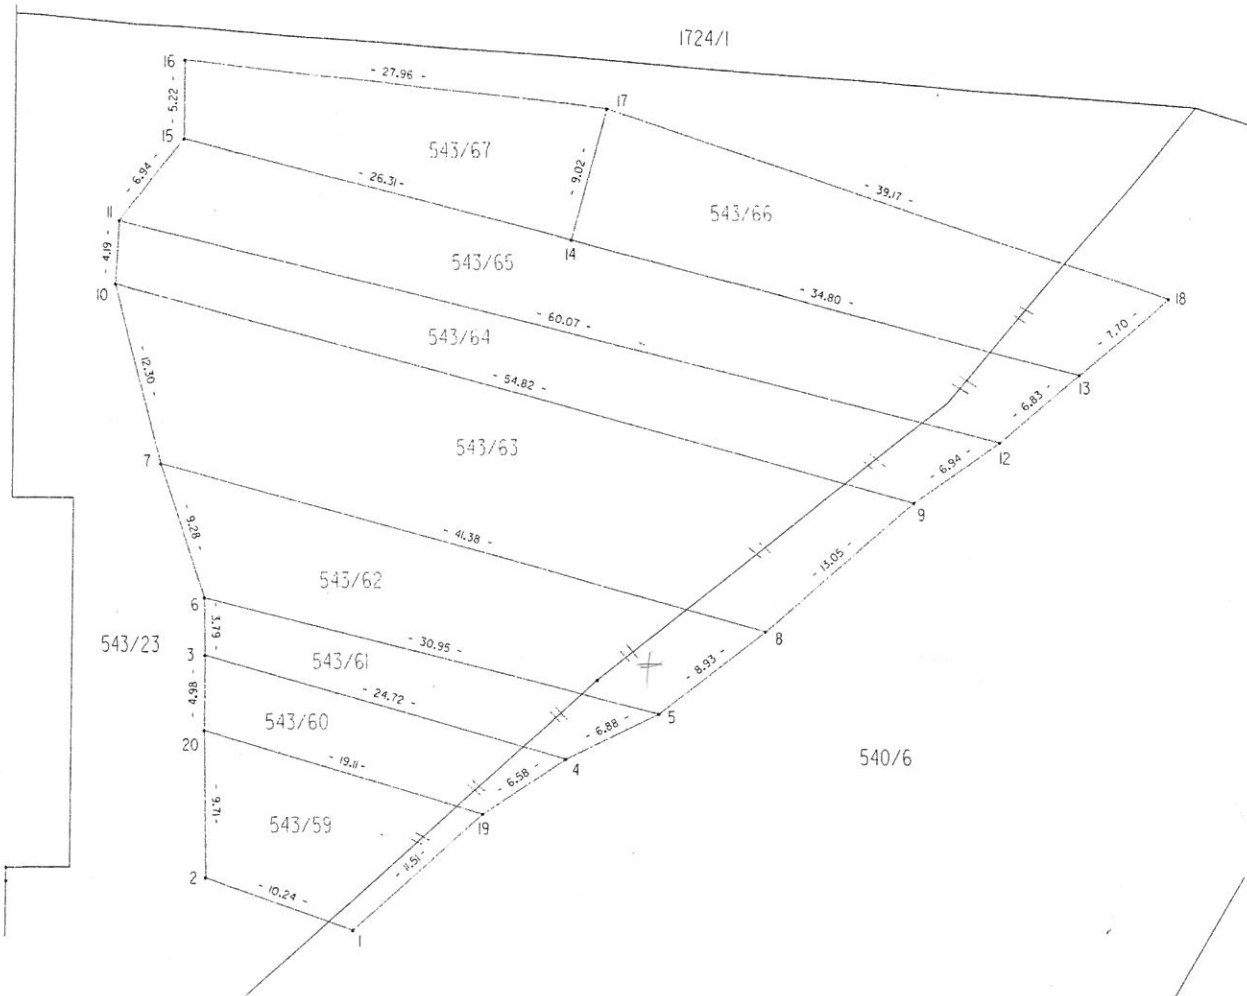 1724/1
16
- 27.96 -
- 5.22 -
17
15
543/67
- 6.94 -
- 26.31 -
- 9.02 -
- 39.17 -
11
543/66
- 4.19 -
543/65
14
10
- 34.80 -
18
- 60.07 -
543/64
- 7.70 -
- 12.30 -
- 54.82 -
13
- 6.83 -
543/63
12
7
- 6.94 -
9
- 9.28 -
- 41.38 -
- 13.05 -
543/62
6
- 3.79 -
8
543/23
3
- 30.95 -
543/61
- 8.93 -
- 4.98 -
- 24.72 -
5
543/60
- 6.88 -
20
4
540/6
- 19.11 -
- 6.58 -
- 9.71 -
543/59
19
- 11.51 -
2
- 10.24 -
1